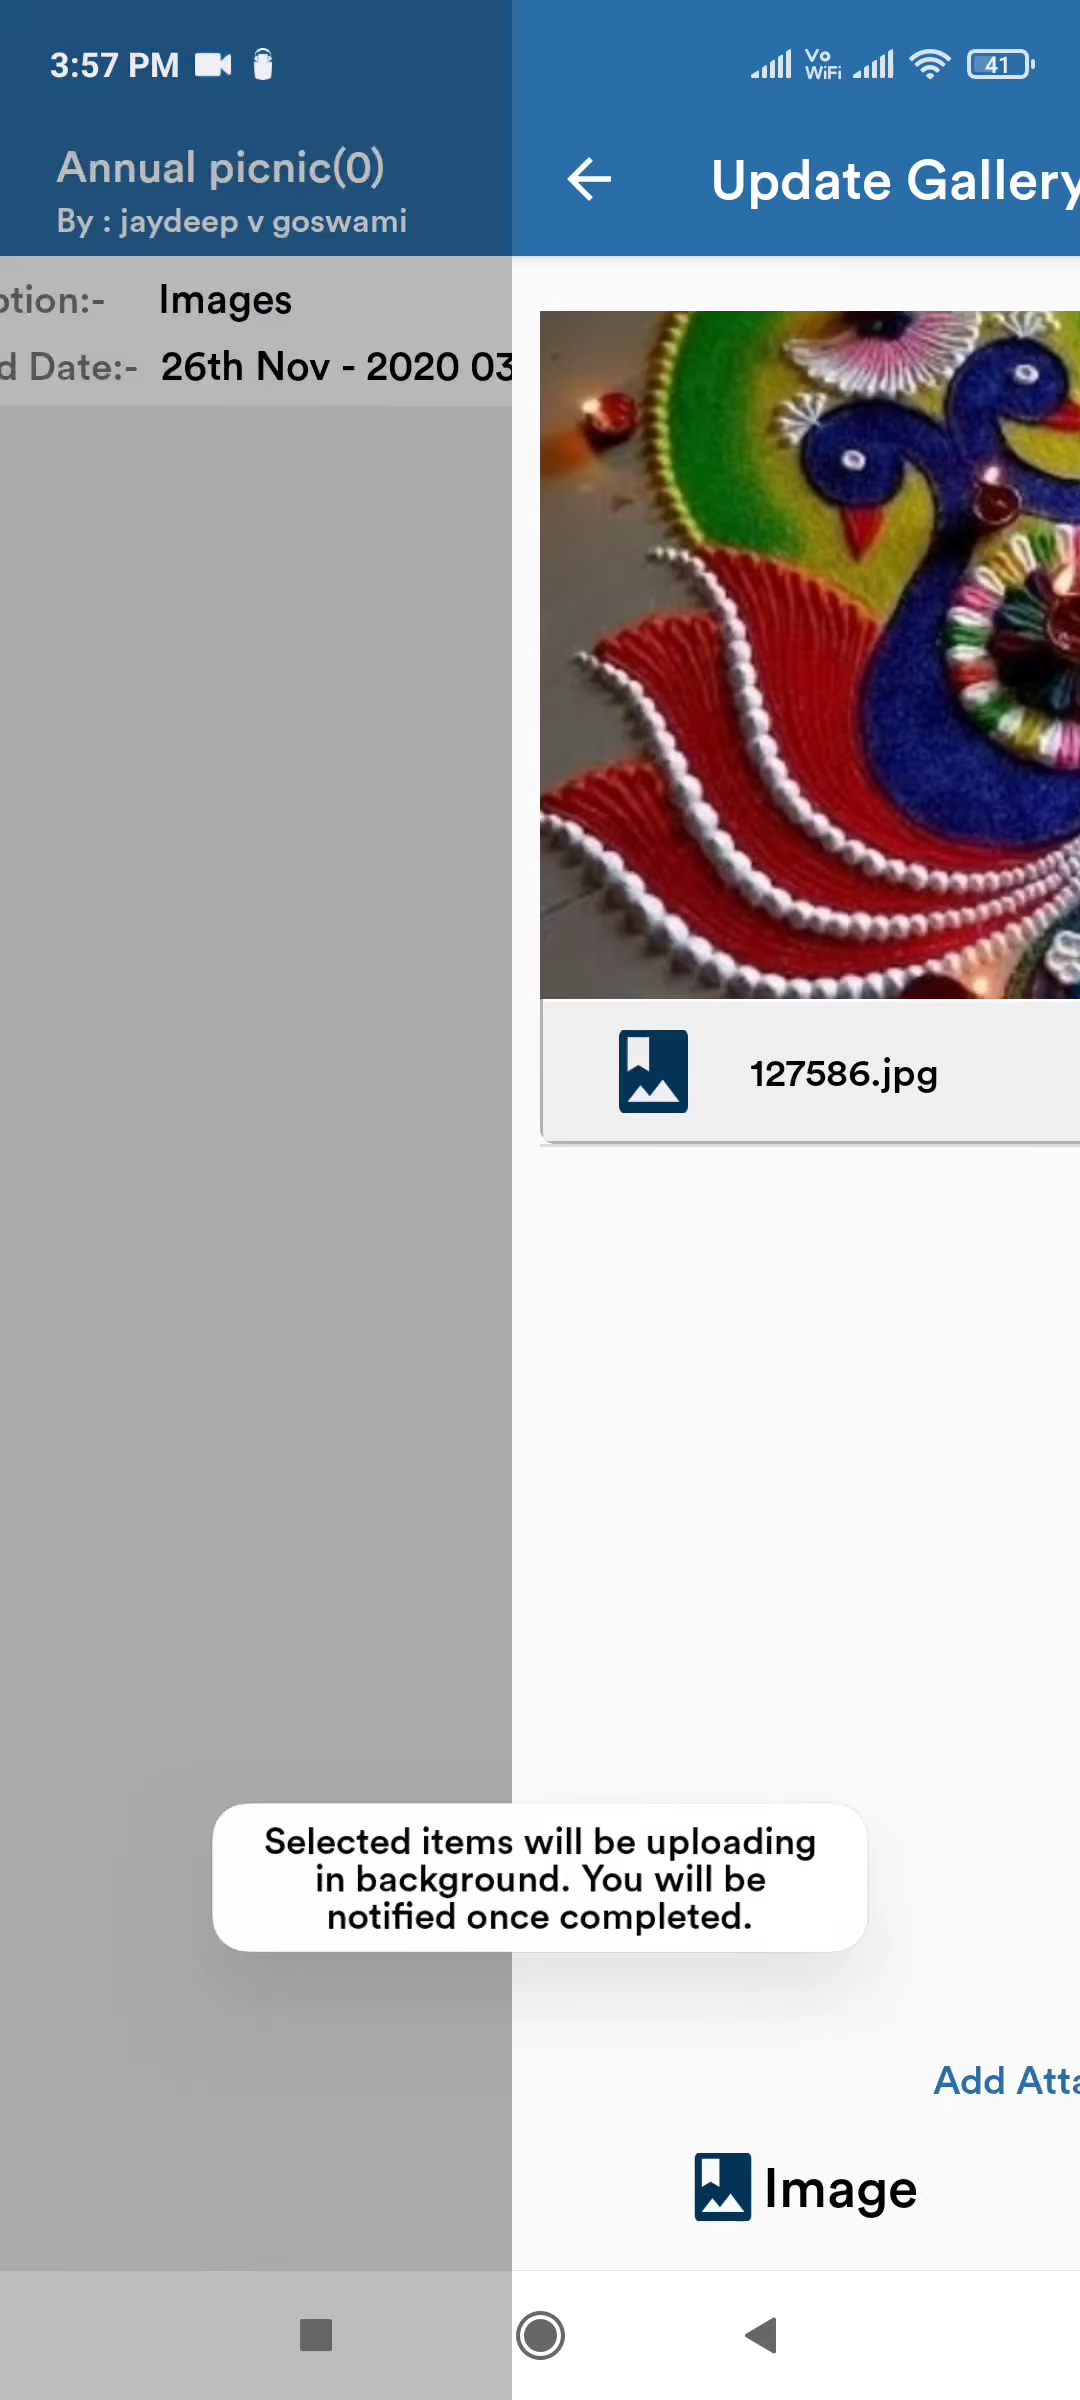 3:57 PM
Vo
WiFi
41
Annual picnic(0)
By : jaydeep v goswami
Update Gallery
ption:- Images
d Date:- 26th Nov - 2020 03
127586.jpg
Selected items will be uploading
in background. You will be
notified once completed.
Add Atta
Image